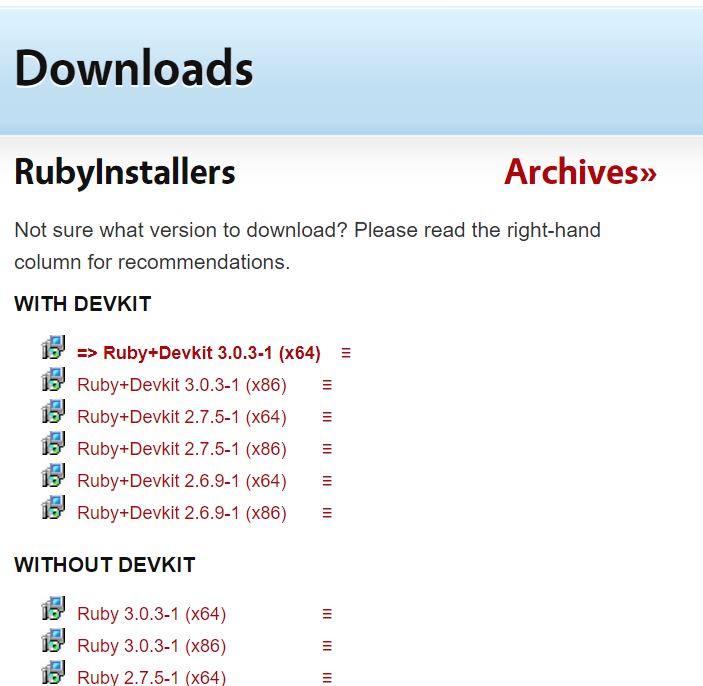 Downloads
RubyInstallers
Archives»
Not sure what version to download? Please read the right-hand
column for recommendations.
WITH DEVKIT
=> Ruby+Devkit 3.0.3-1 (x64) ≡
Ruby+Devkit 3.0.3-1 (x86) ≡
Ruby+Devkit 2.7.5-1 (x64) ≡
Ruby+Devkit 2.7.5-1 (x86) ≡
Ruby+Devkit 2.6.9-1 (x64) ≡
Ruby+Devkit 2.6.9-1 (x86) ≡
WITHOUT DEVKIT
Ruby 3.0.3-1 (x64) ≡
Ruby 3.0.3-1 (x86) ≡
Ruby 2.7.5-1 (x64) ≡